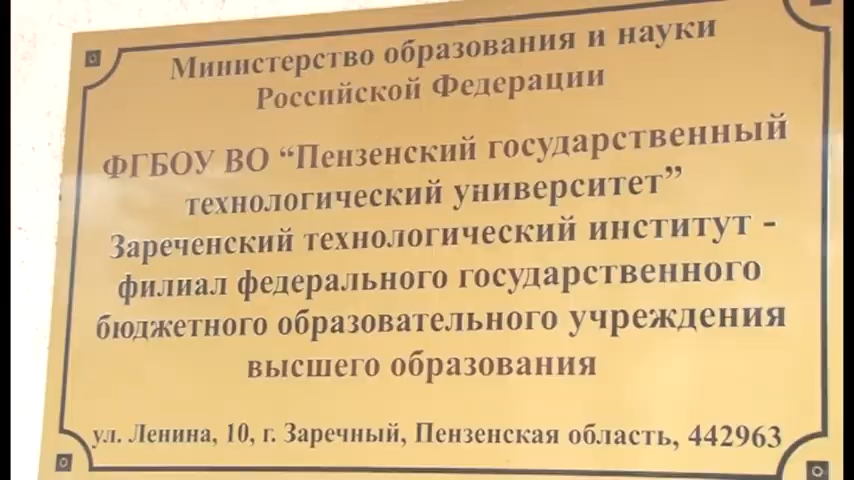 Министерство образования и науки
Российской Федерации
ФГБОУ ВО “Пензенский государственный
технологический университет”
Зареченский технологический институт -
филиал федерального государственного
бюджетного образовательного учреждения
высшего образования
ул. Ленина, 10, г. Заречный, Пензенская область, 442963